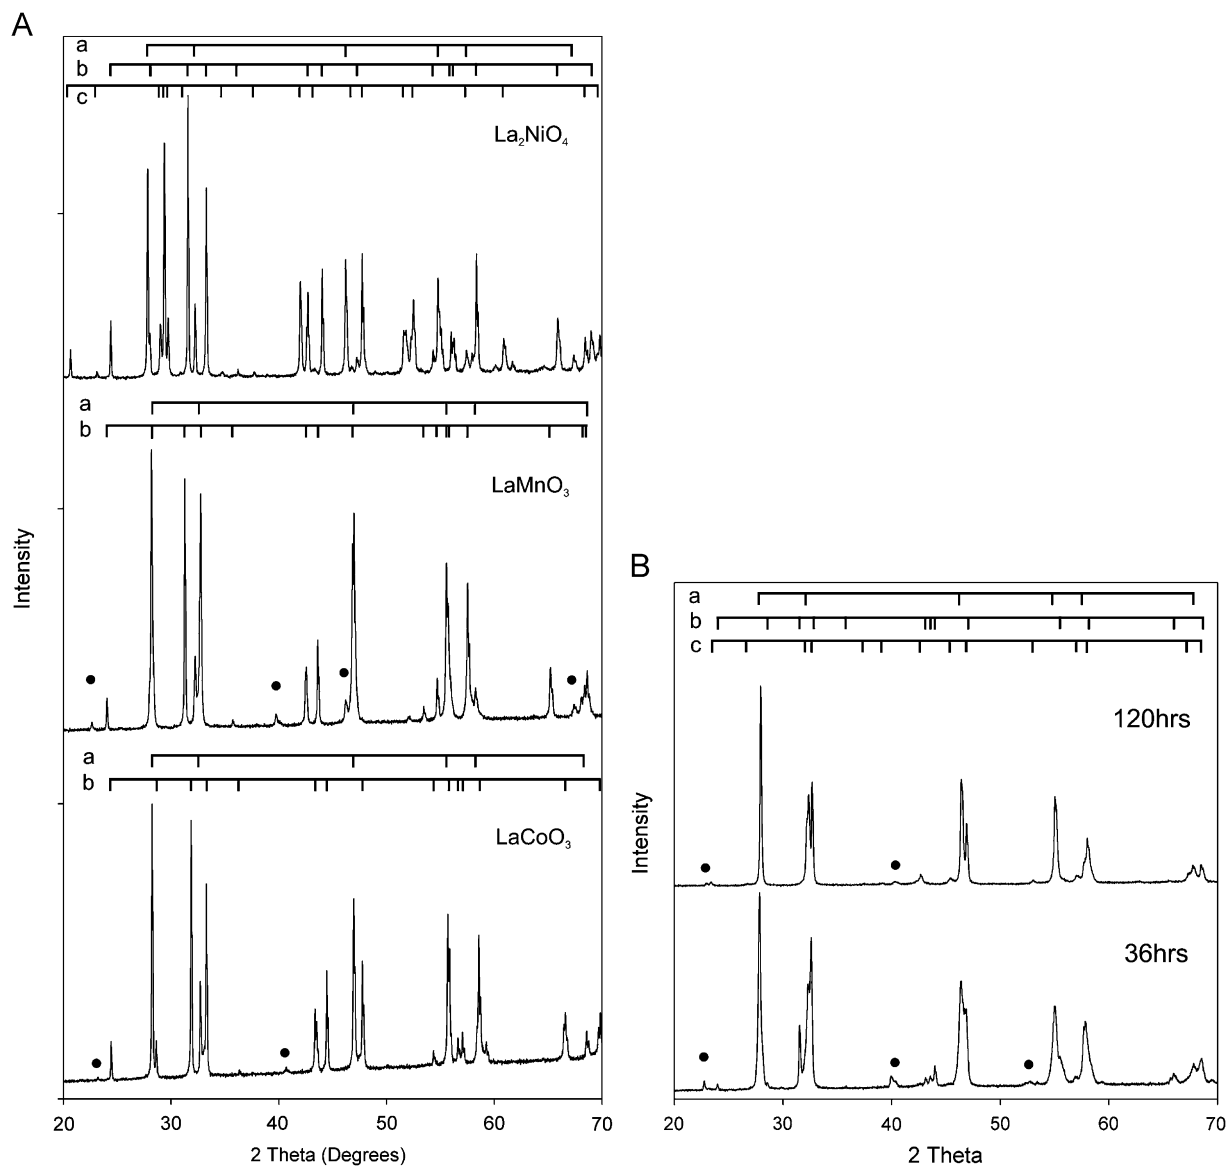 A
a
b
c
La₂NiO₄
a
b
LaMnO₃
Intensity
a
b
LaCoO₃
20 30 40 50 60 70
2 Theta (Degrees)
B
a
b
c
120hrs
Intensity
36hrs
20 30 40 50 60 70
2 Theta